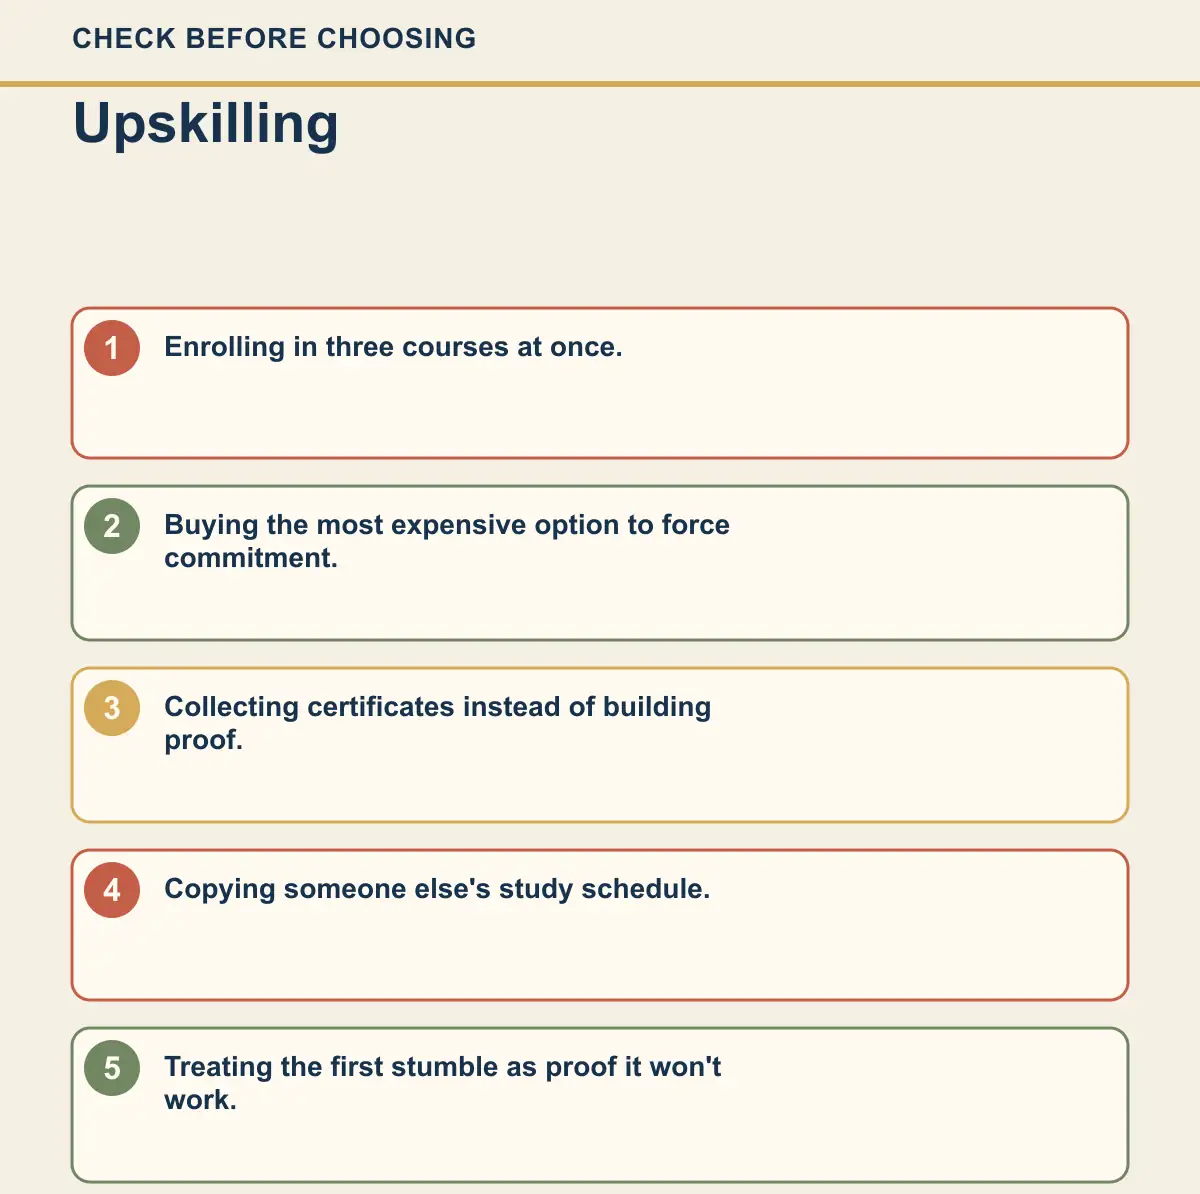 CHECK BEFORE CHOOSING
Upskilling
1
Enrolling in three courses at once.
2
Buying the most expensive option to force
commitment.
3
Collecting certificates instead of building
proof.
4
Copying someone else's study schedule.
5
Treating the first stumble as proof it won't
work.